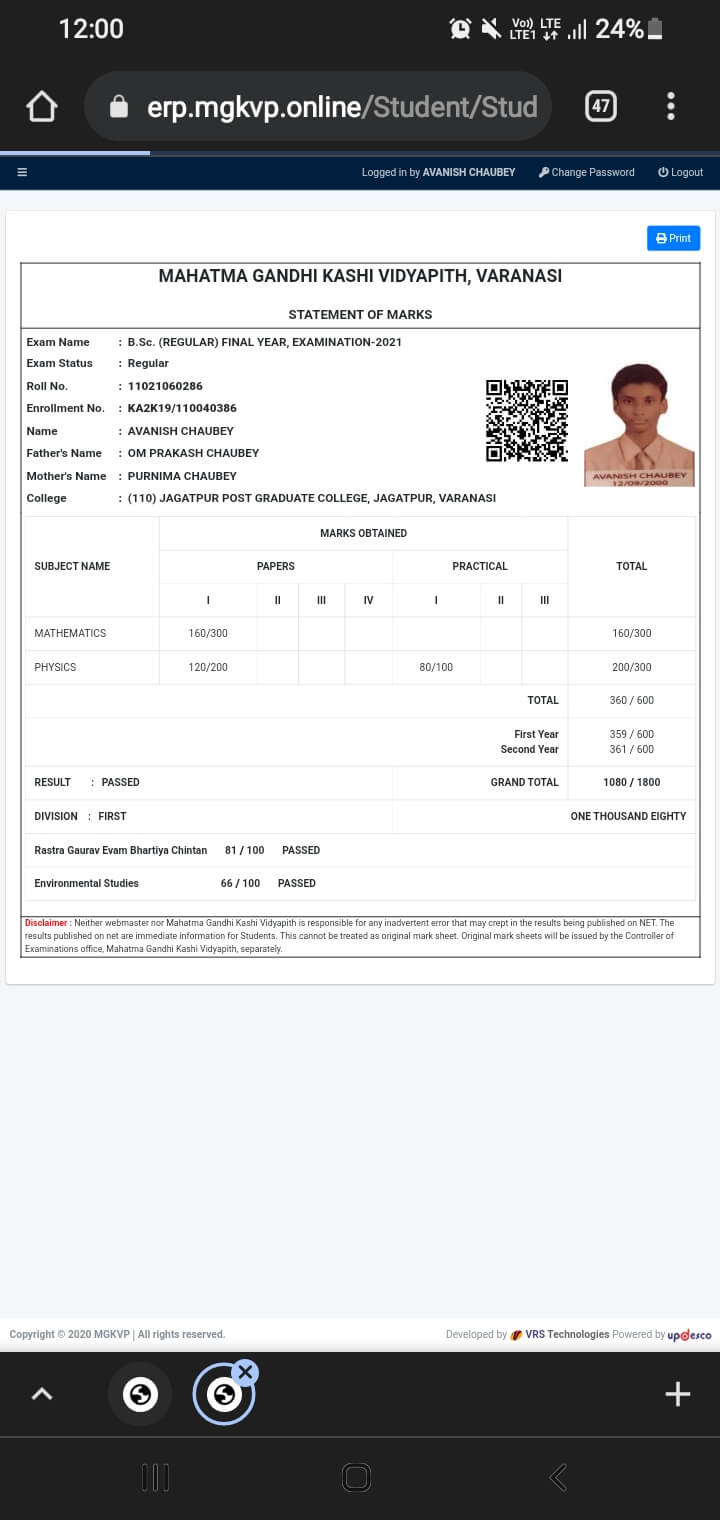 12:00
Vo)) LTE
LTE1
24%
erp.mgkvp.online/Student/Stud
47
Logged in by AVANISH CHAUBEY Change Password Logout
Print
MAHATMA GANDHI KASHI VIDYAPITH, VARANASI
STATEMENT OF MARKS
Exam Name : B.Sc. (REGULAR) FINAL YEAR, EXAMINATION-2021
Exam Status : Regular
Roll No. : 11021060286
Enrollment No. : KA2K19/110040386
Name : AVANISH CHAUBEY
Father's Name : OM PRAKASH CHAUBEY
Mother's Name : PURNIMA CHAUBEY
College : (110) JAGATPUR POST GRADUATE COLLEGE, JAGATPUR, VARANASI
AVANISH CHAUBEY
12/09/2000
MARKS OBTAINED
SUBJECT NAME PAPERS PRACTICAL TOTAL
I II III IV I II III
MATHEMATICS 160/300 160/300
PHYSICS 120/200 80/100 200/300
TOTAL 360 / 600
First Year 359 / 600
Second Year 361 / 600
RESULT : PASSED GRAND TOTAL 1080 / 1800
DIVISION : FIRST ONE THOUSAND EIGHTY
Rastra Gaurav Evam Bhartiya Chintan 81 / 100 PASSED
Environmental Studies 66 / 100 PASSED
Disclaimer : Neither webmaster nor Mahatma Gandhi Kashi Vidyapith is responsible for any inadvertent error that may crept in the results being published on NET. The
results published on net are immediate information for Students. This cannot be treated as original mark sheet. Original mark sheets will be issued by the Controller of
Examinations office, Mahatma Gandhi Kashi Vidyapith, separately.
Copyright © 2020 MGKVP | All rights reserved. Developed by VRS Technologies Powered by updesco